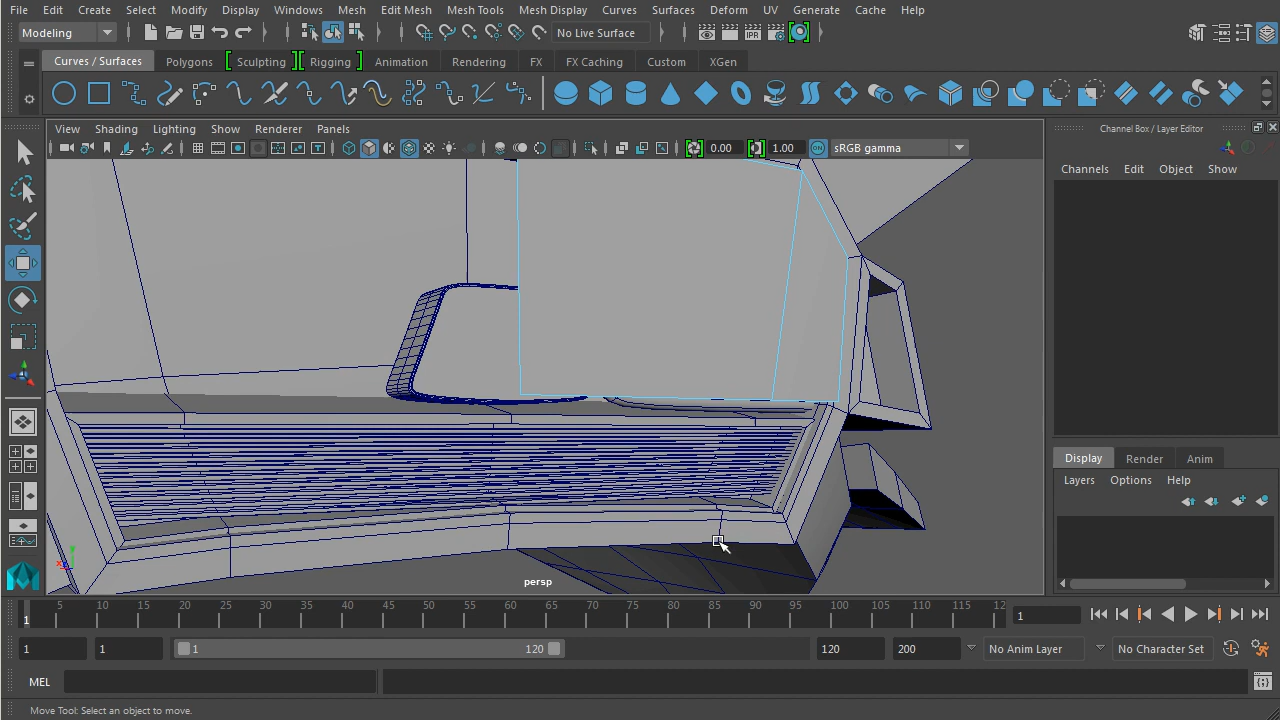 File Edit Create Select Modify Display Windows Mesh Edit Mesh Mesh Tools Mesh Display Curves Surfaces Deform UV Generate Cache Help
Modeling No Live Surface
Curves / Surfaces Polygons Sculpting Rigging Animation Rendering FX FX Caching Custom XGen
View Shading Lighting Show Renderer Panels
Channel Box / Layer Editor
0.00 1.00 ON sRGB gamma
Channels Edit Object Show
Display Render Anim
Layers Options Help
persp
5 10 15 20 25 30 35 40 45 50 55 60 65 70 75 80 85 90 95 100 105 110 115 12
1 1
1 1 1 120 120 200 No Anim Layer No Character Set
MEL
Move Tool: Select an object to move.